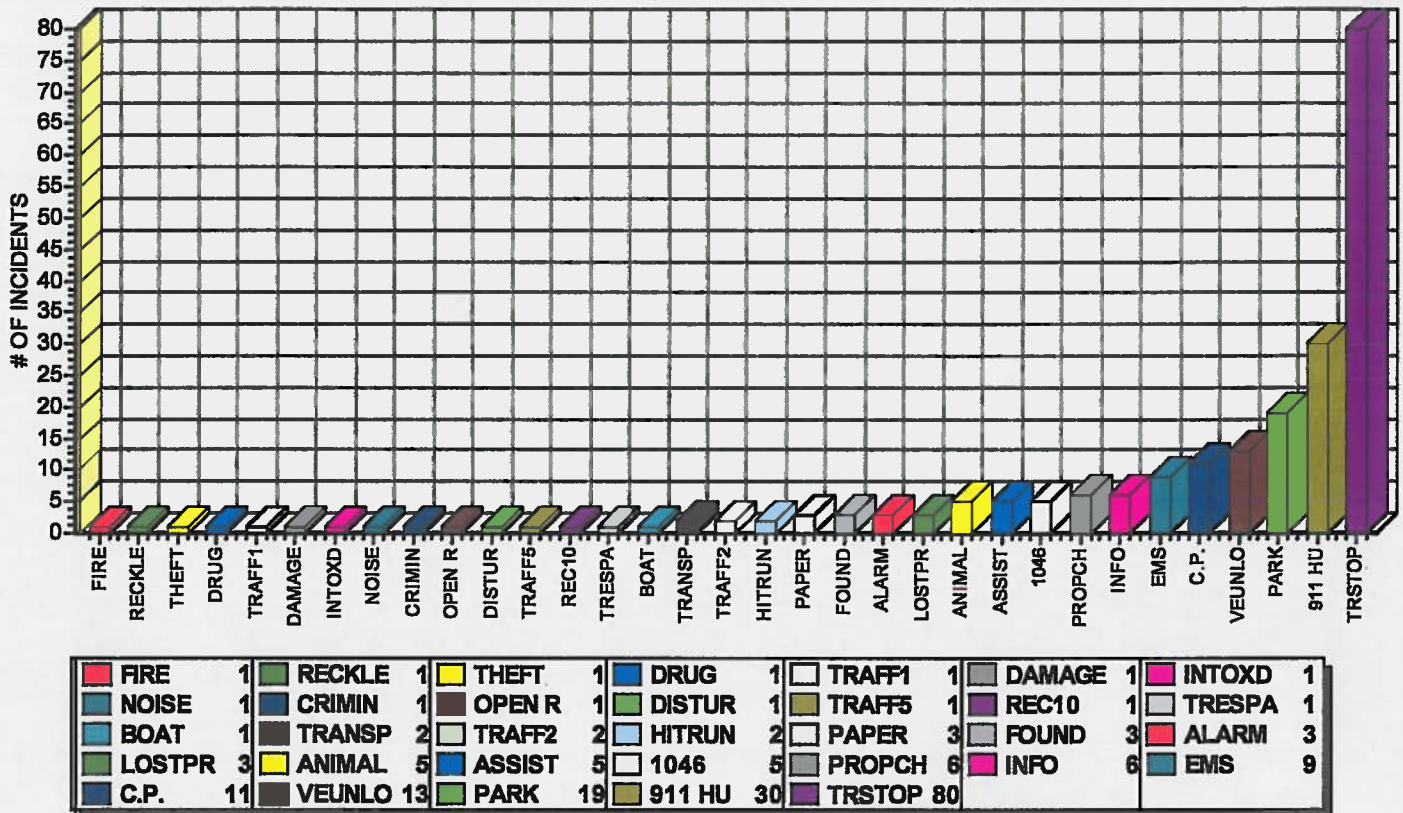 80
75
70
65
60
55
50
45
40
35
30
25
20
15
10
5
0
# OF INCIDENTS
FIRE
RECKLE
THEFT
DRUG
TRAFF1
DAMAGE
INTOXD
NOISE
CRIMIN
OPEN R
DISTUR
TRAFF5
REC10
TRESPA
BOAT
TRANSP
TRAFF2
HITRUN
PAPER
FOUND
ALARM
LOSTPR
ANIMAL
ASSIST
1046
PROPCH
INFO
EMS
C.P.
VEUNLO
PARK
911 HU
TRSTOP
FIRE 1 RECKLE 1 THEFT 1 DRUG 1 TRAFF1 1 DAMAGE 1 INTOXD 1
NOISE 1 CRIMIN 1 OPEN R 1 DISTUR 1 TRAFF5 1 REC10 1 TRESPA 1
BOAT 1 TRANSP 2 TRAFF2 2 HITRUN 2 PAPER 3 FOUND 3 ALARM 3
LOSTPR 3 ANIMAL 5 ASSIST 5 1046 5 PROPCH 6 INFO 6 EMS 9
C.P. 11 VEUNLO 13 PARK 19 911 HU 30 TRSTOP 80